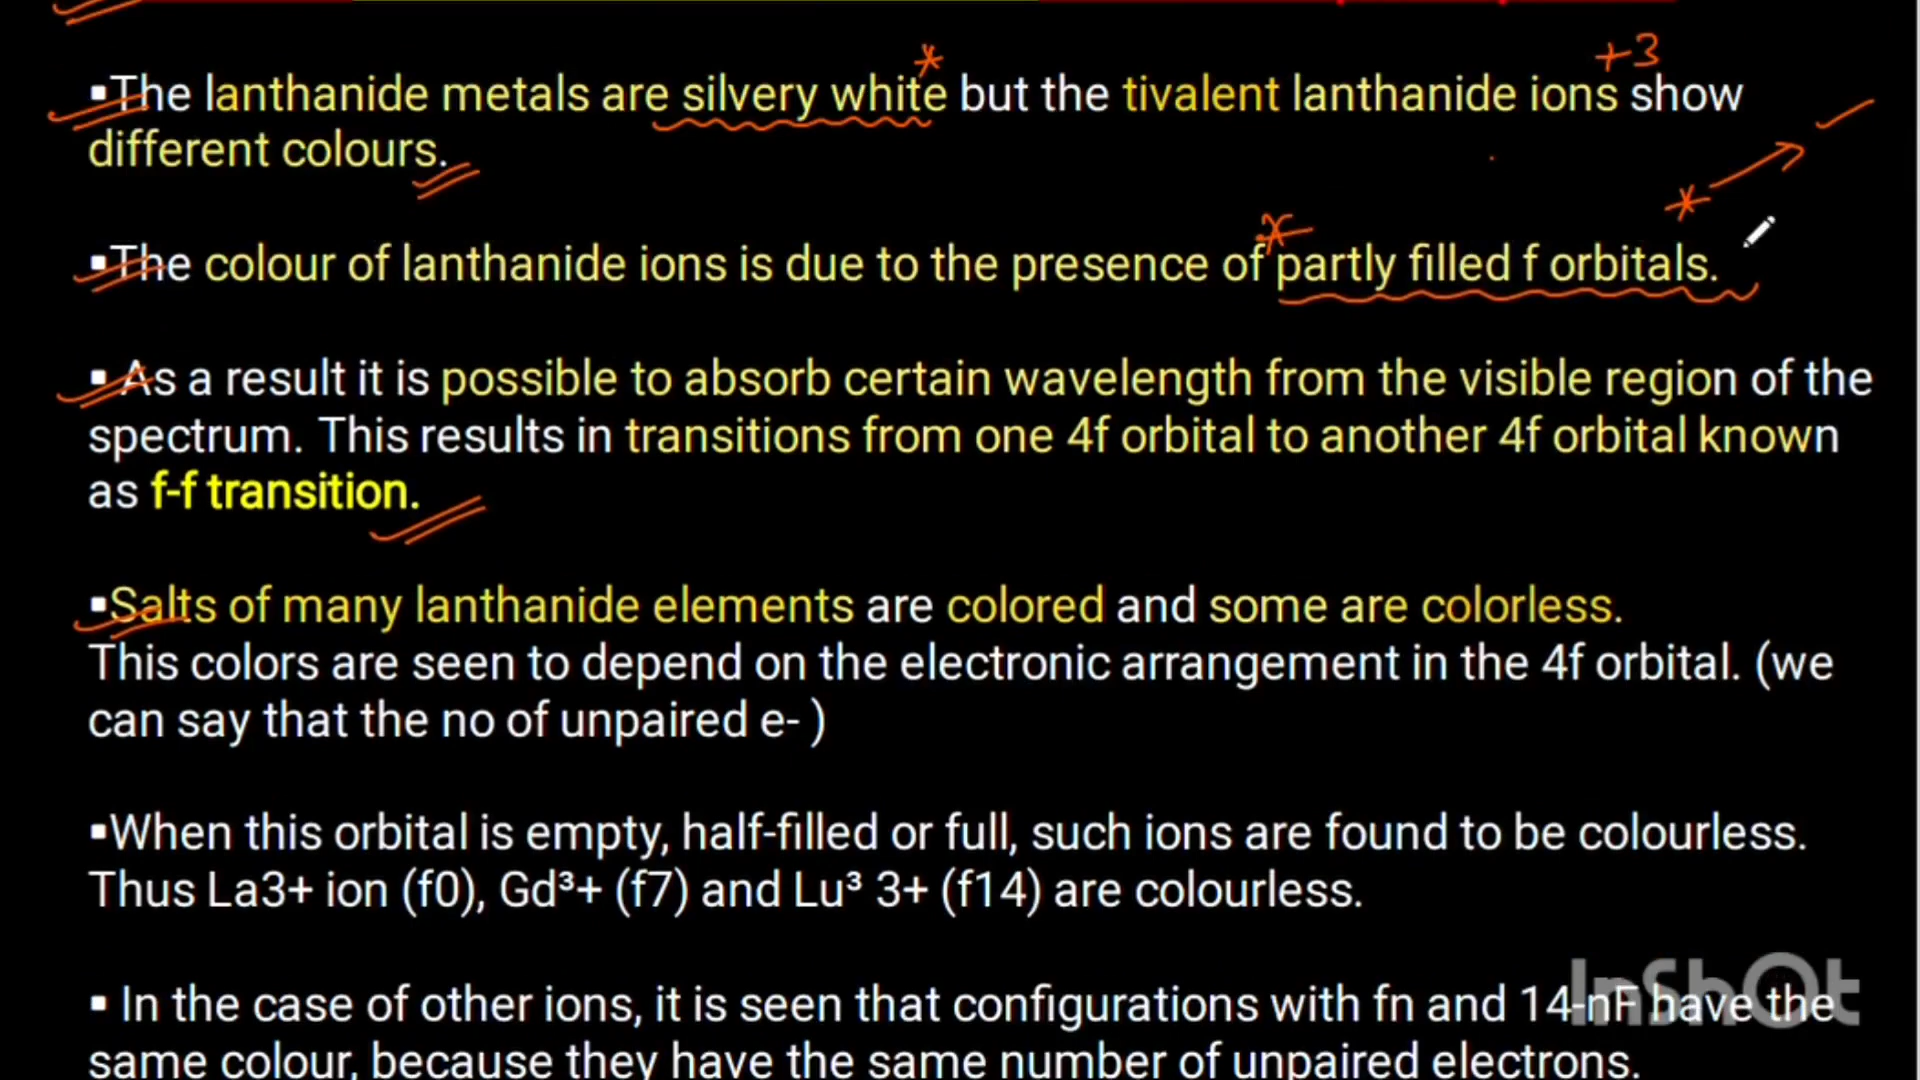 +3
▪The lanthanide metals are silvery white but the tivalent lanthanide ions show
different colours.
▪The colour of lanthanide ions is due to the presence of partly filled f orbitals.
▪ As a result it is possible to absorb certain wavelength from the visible region of the
spectrum. This results in transitions from one 4f orbital to another 4f orbital known
as f-f transition.
▪Salts of many lanthanide elements are colored and some are colorless.
This colors are seen to depend on the electronic arrangement in the 4f orbital. (we
can say that the no of unpaired e- )
▪When this orbital is empty, half-filled or full, such ions are found to be colourless.
Thus La3+ ion (f0), Gd³+ (f7) and Lu³ 3+ (f14) are colourless.
▪ In the case of other ions, it is seen that configurations with fn and 14-nF have the
same colour, because they have the same number of unpaired electrons.
InShOt